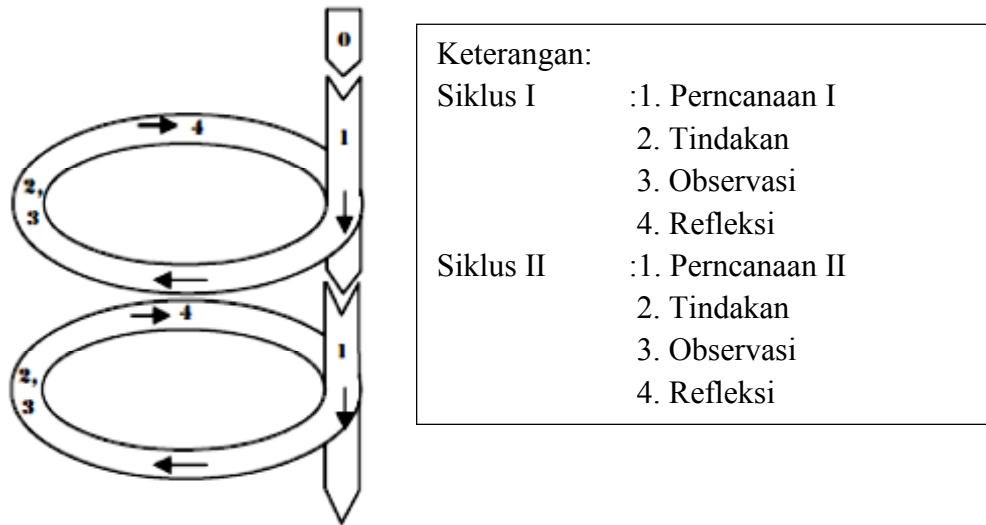 0
1
4
2,
3
1
4
2,
3
Keterangan:
Siklus I :1. Perncanaan I
2. Tindakan
3. Observasi
4. Refleksi
Siklus II :1. Perncanaan II
2. Tindakan
3. Observasi
4. Refleksi